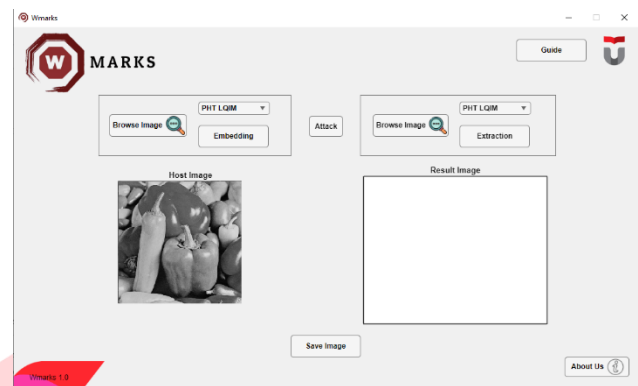 Wmarks
W MARKS
Guide
Browse Image
PHT LQIM
Embedding
Attack
Browse Image
PHT LQIM
Extraction
Host Image
Result Image
Save Image
About Us
Wmarks 1.0